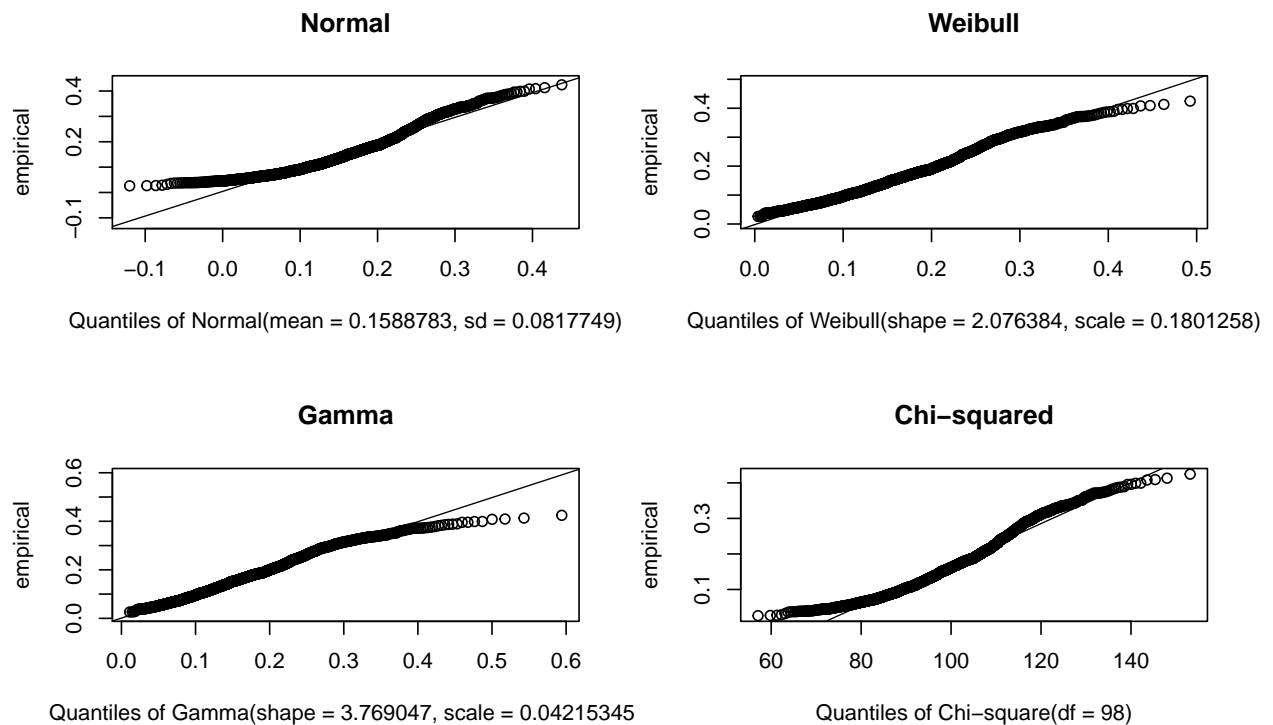 Normal
empirical
0.4
0.2
−0.1
−0.1 0.0 0.1 0.2 0.3 0.4
Quantiles of Normal(mean = 0.1588783, sd = 0.0817749)
Weibull
empirical
0.4
0.2
0.0
0.0 0.1 0.2 0.3 0.4 0.5
Quantiles of Weibull(shape = 2.076384, scale = 0.1801258)
Gamma
empirical
0.6
0.4
0.2
0.0
0.0 0.1 0.2 0.3 0.4 0.5 0.6
Quantiles of Gamma(shape = 3.769047, scale = 0.04215345
Chi−squared
empirical
0.3
0.1
60 80 100 120 140
Quantiles of Chi−square(df = 98)